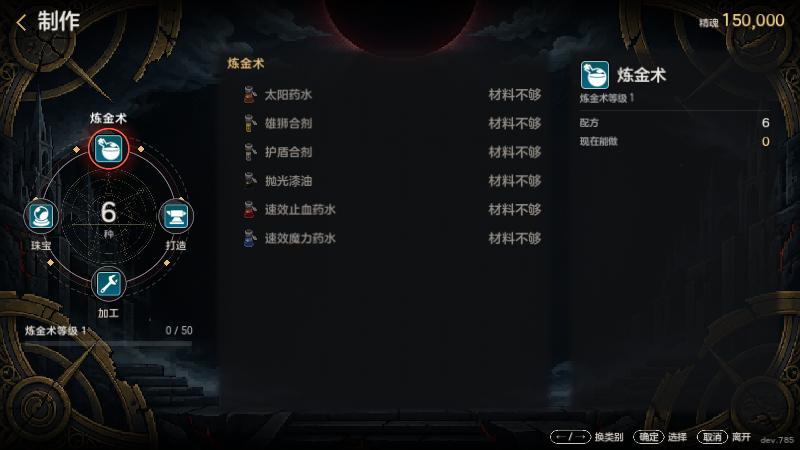 制作
精魂 150,000
炼金术
6
种
珠宝
打造
加工
炼金术等级 1 0 / 50
炼金术
太阳药水 材料不够
雄狮合剂 材料不够
护盾合剂 材料不够
抛光漆油 材料不够
速效止血药水 材料不够
速效魔力药水 材料不够
炼金术
炼金术等级 1
配方 6
现在能做 0
←/→ 换类别 确定 选择 取消 离开
dev.785